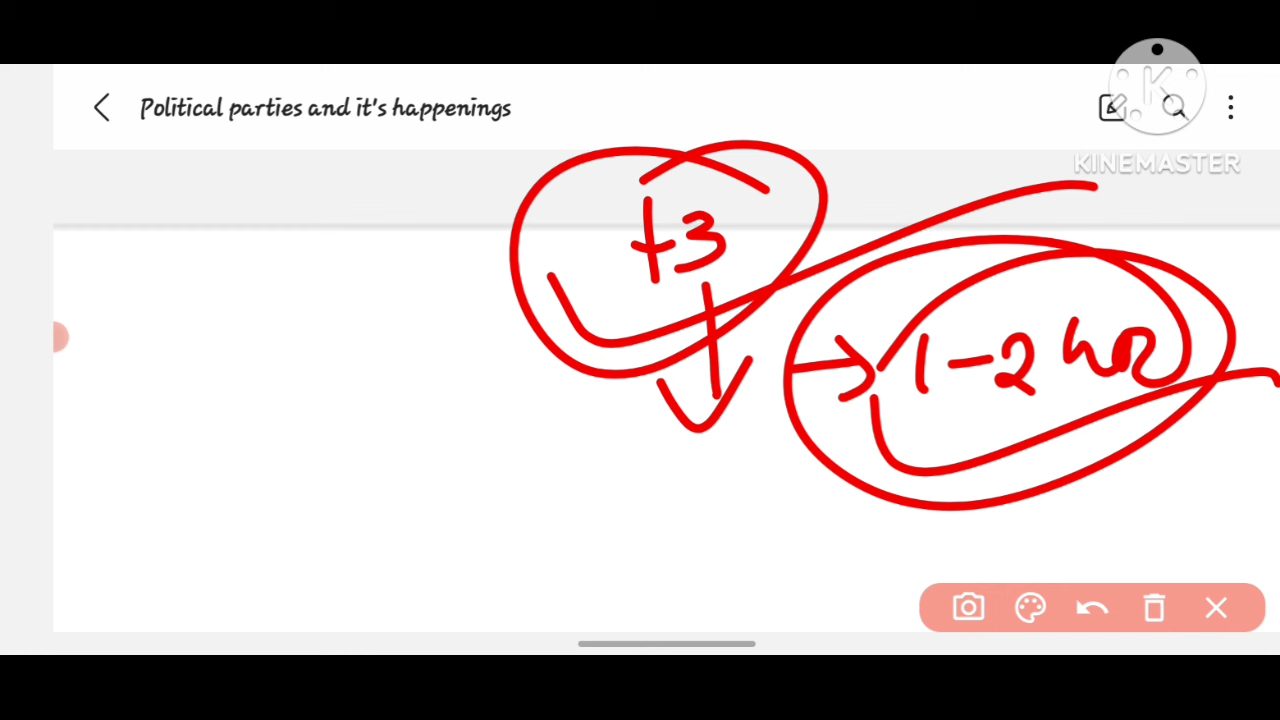 Political parties and it's happenings
KINEMASTER
+3
→ 1-2 hr